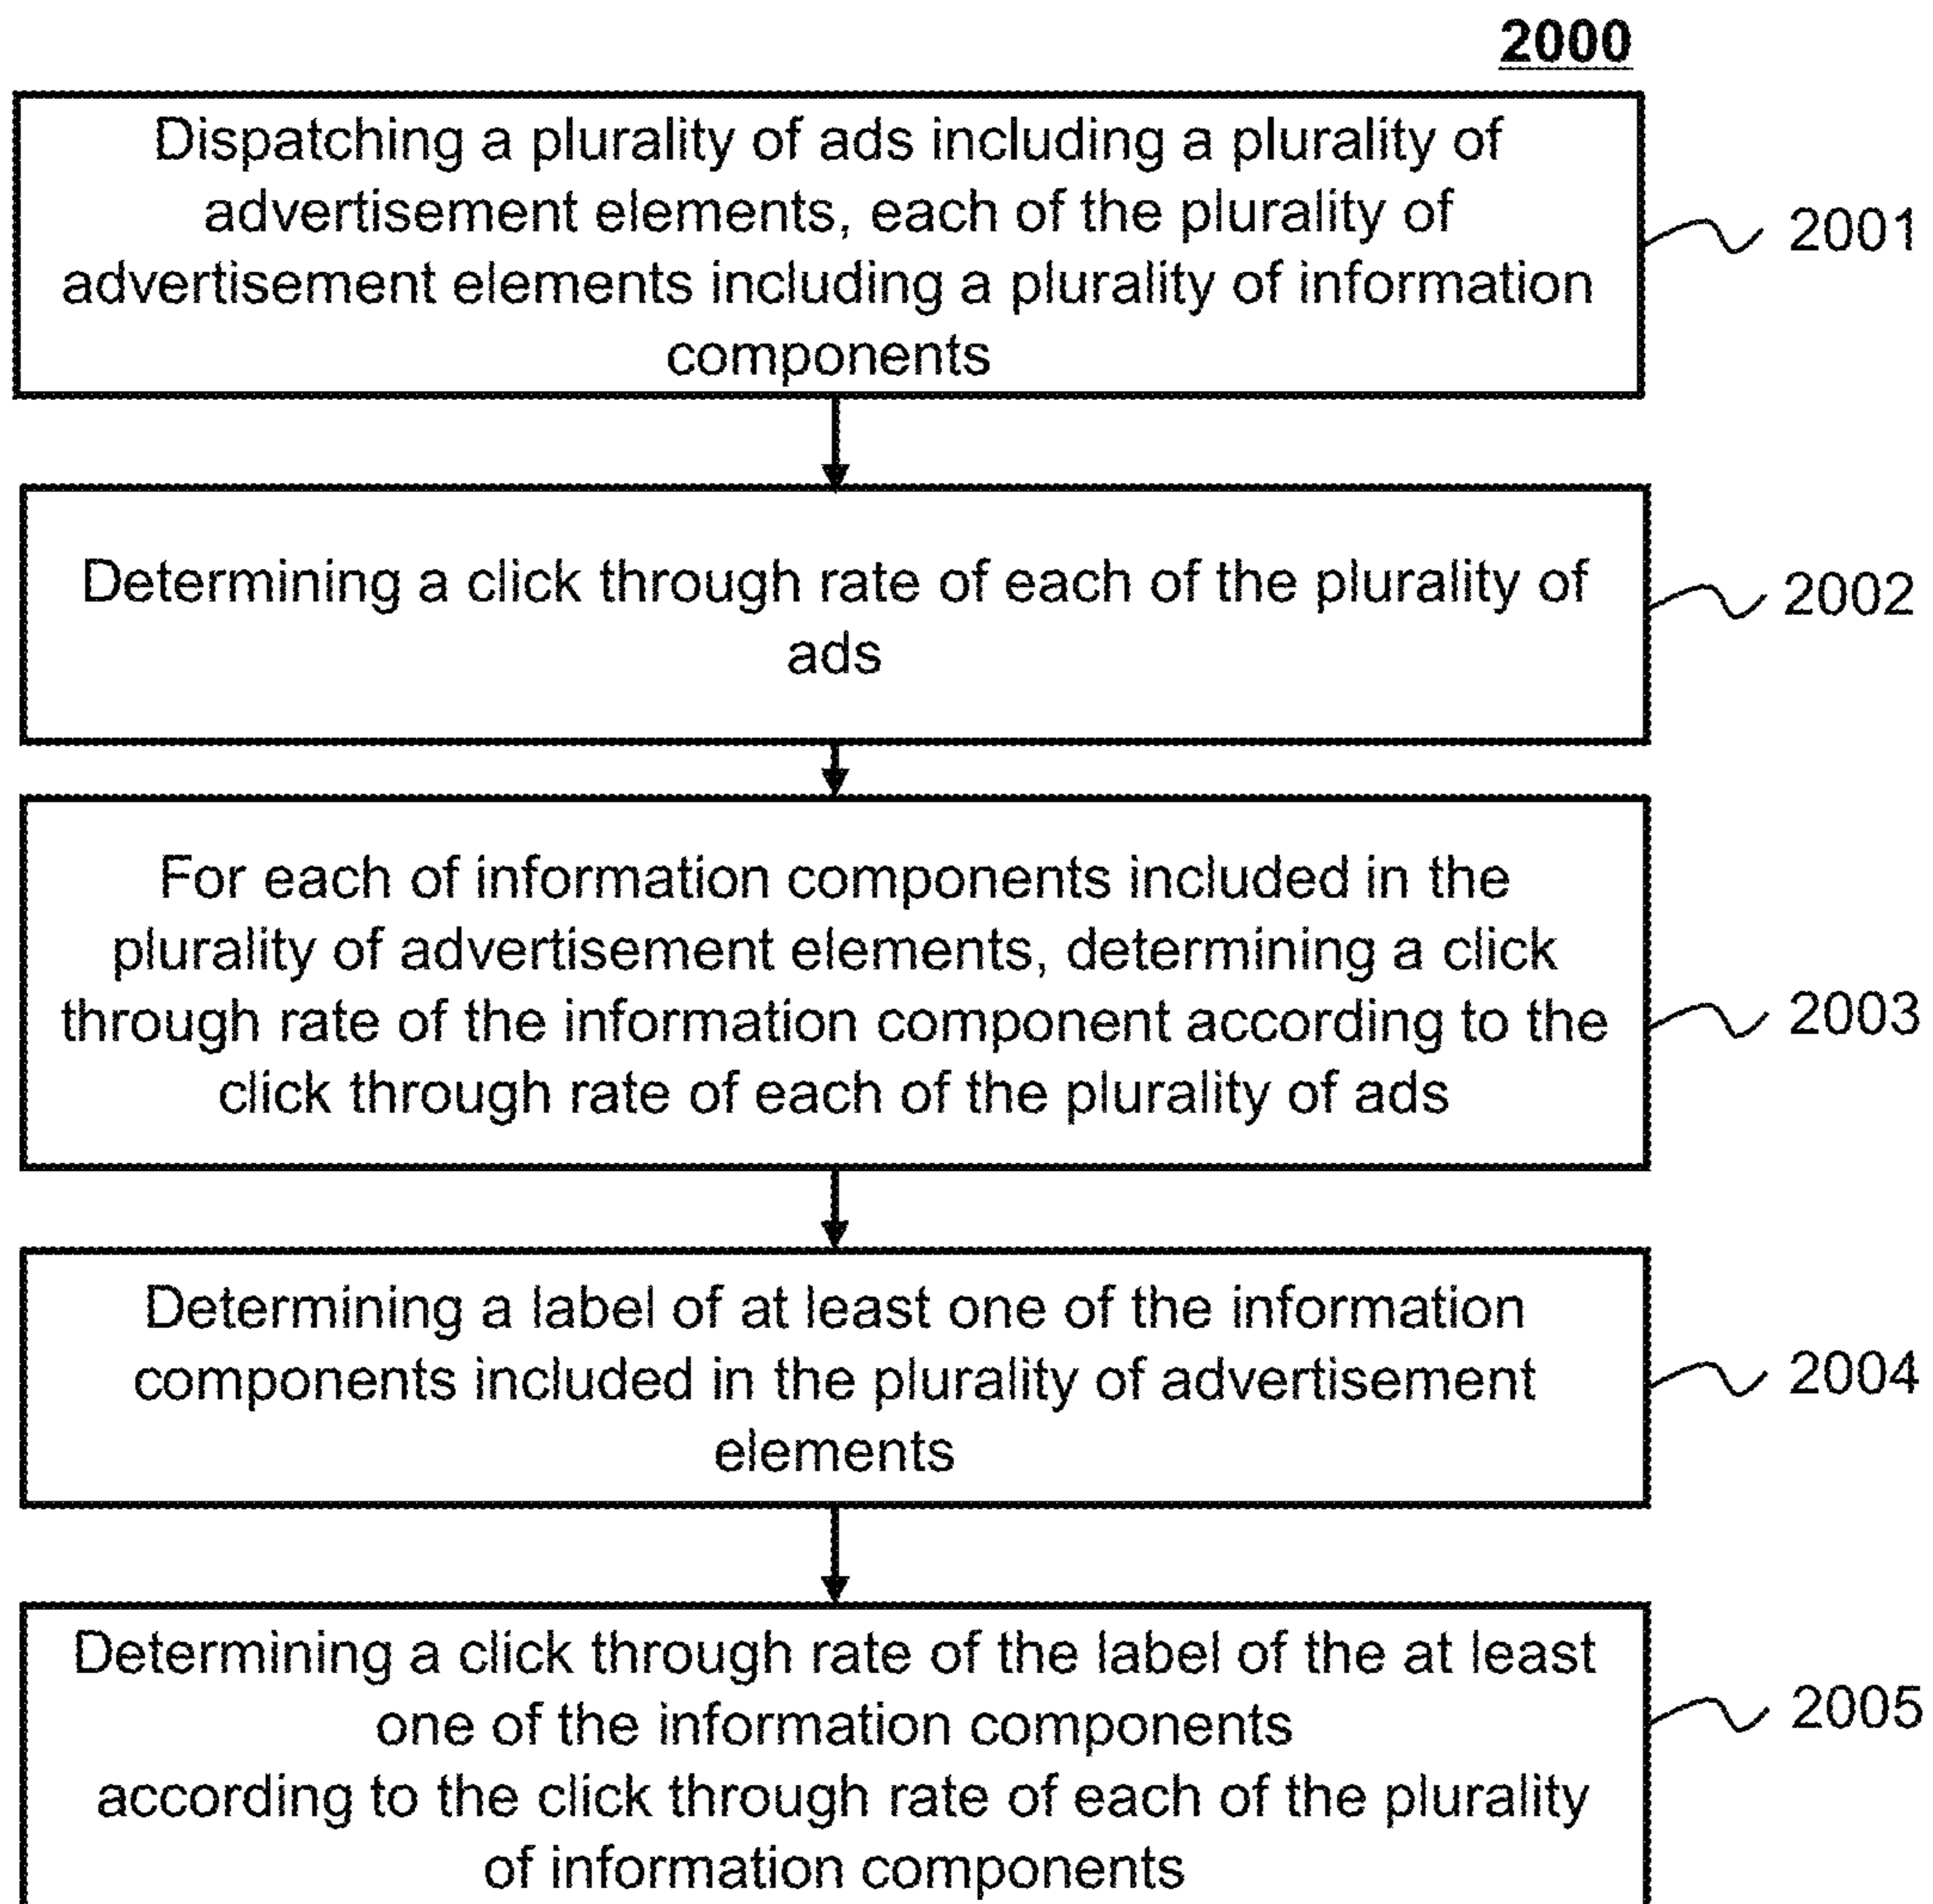 2000
Dispatching a plurality of ads including a plurality of
advertisement elements, each of the plurality of
advertisement elements including a plurality of information
components
2001
Determining a click through rate of each of the plurality of
ads
2002
For each of information components included in the
plurality of advertisement elements, determining a click
through rate of the information component according to the
click through rate of each of the plurality of ads
2003
Determining a label of at least one of the information
components included in the plurality of advertisement
elements
2004
Determining a click through rate of the label of the at least
one of the information components
according to the click through rate of each of the plurality
of information components
2005